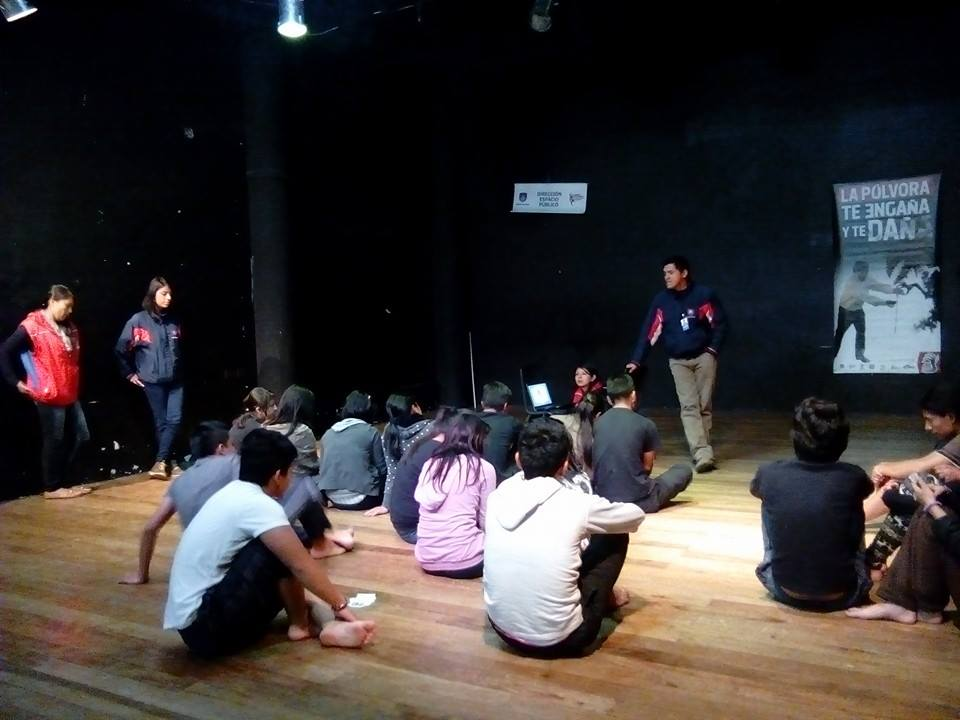 DIRECCIÓN
ESPACIO
PÚBLICO
LA PÓLVORA
TE ENGAÑA
Y TE DAÑA